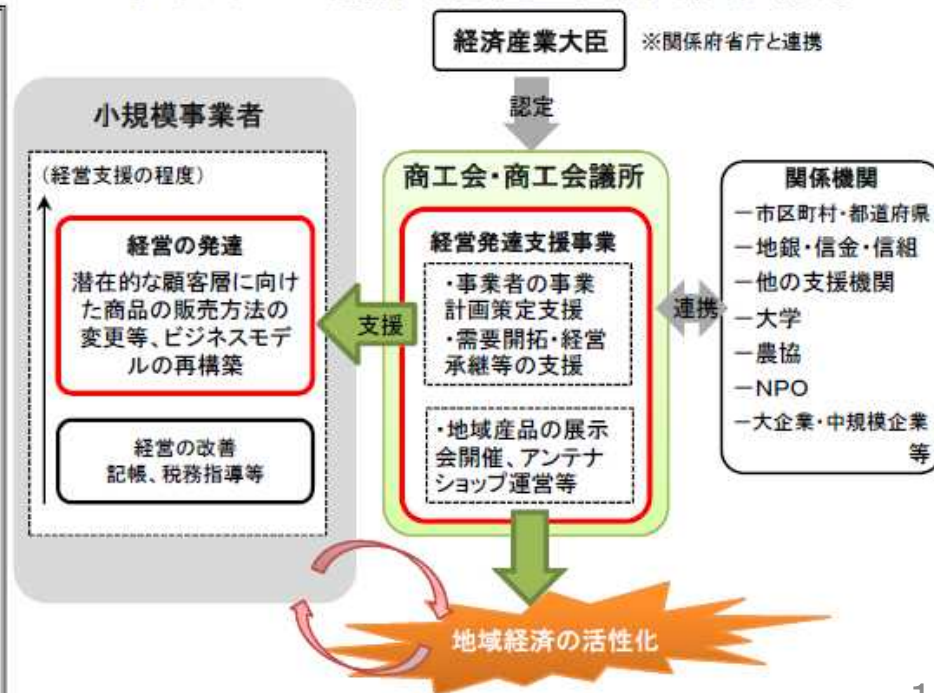 経済産業大臣
※関係府省庁と連携
認定
小規模事業者
(経営支援の程度)
経営の発達
潜在的な顧客層に向け
た商品の販売方法の
変更等、ビジネスモデ
ルの再構築
経営の改善
記帳、税務指導等
支援
商工会・商工会議所
経営発達支援事業
・事業者の事業
計画策定支援
・需要開拓・経営
承継等の支援
・地域産品の展示
会開催、アンテナ
ショップ運営等
連携
関係機関
－市区町村・都道府県
－地銀・信金・信組
－他の支援機関
－大学
－農協
－NPO
－大企業・中規模企業
等
地域経済の活性化
1